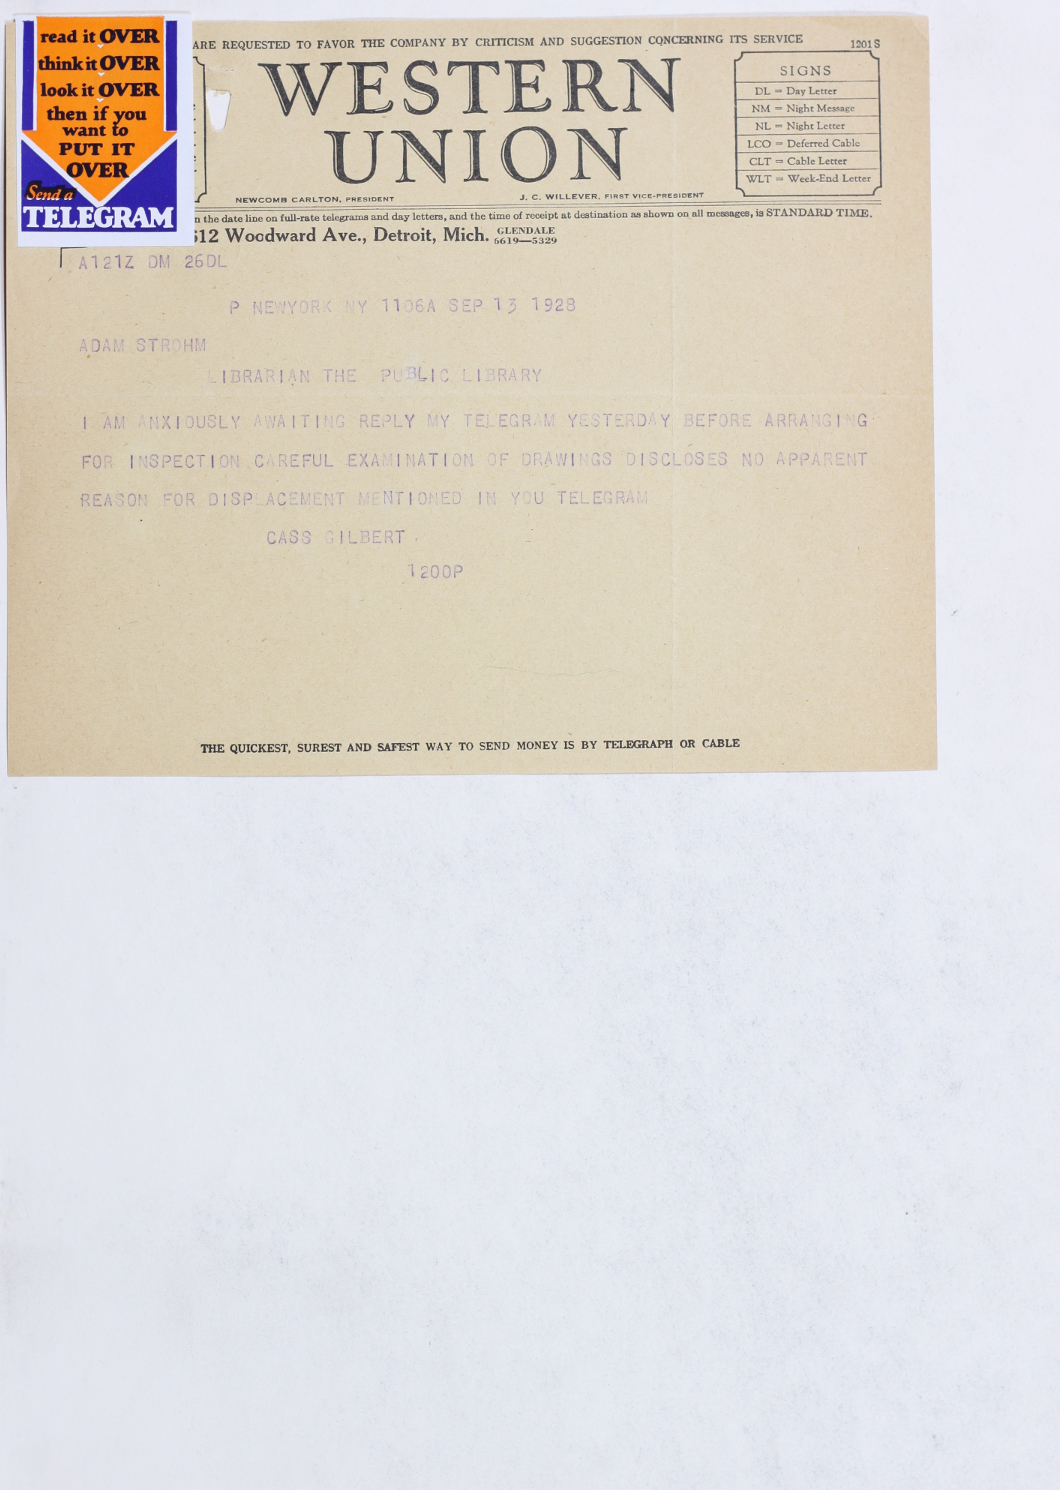 read it OVER
think it OVER
look it OVER
then if you
want to
PUT IT
OVER
Send a
TELEGRAM
ARE REQUESTED TO FAVOR THE COMPANY BY CRITICISM AND SUGGESTION CONCERNING ITS SERVICE
1201S
WESTERN
UNION
NEWCOMB CARLTON, PRESIDENT
J. C. WILLEVER, FIRST VICE-PRESIDENT
SIGNS
DL = Day Letter
NM = Night Message
NL = Night Letter
LCO = Deferred Cable
CLT = Cable Letter
WLT = Week-End Letter
n the date line on full-rate telegrams and day letters, and the time of receipt at destination as shown on all messages, is STANDARD TIME.
612 Woodward Ave., Detroit, Mich. GLENDALE 6619—5329
A121Z DM 26DL
P NEWYORK NY 1106A SEP 13 1928
ADAM STROHM
LIBRARIAN THE PUBLIC LIBRARY
I AM ANXIOUSLY AWAITING REPLY MY TELEGRAM YESTERDAY BEFORE ARRANGING
FOR INSPECTION CAREFUL EXAMINATION OF DRAWINGS DISCLOSES NO APPARENT
REASON FOR DISPLACEMENT MENTIONED IN YOU TELEGRAM
CASS GILBERT.
1200P
THE QUICKEST, SUREST AND SAFEST WAY TO SEND MONEY IS BY TELEGRAPH OR CABLE